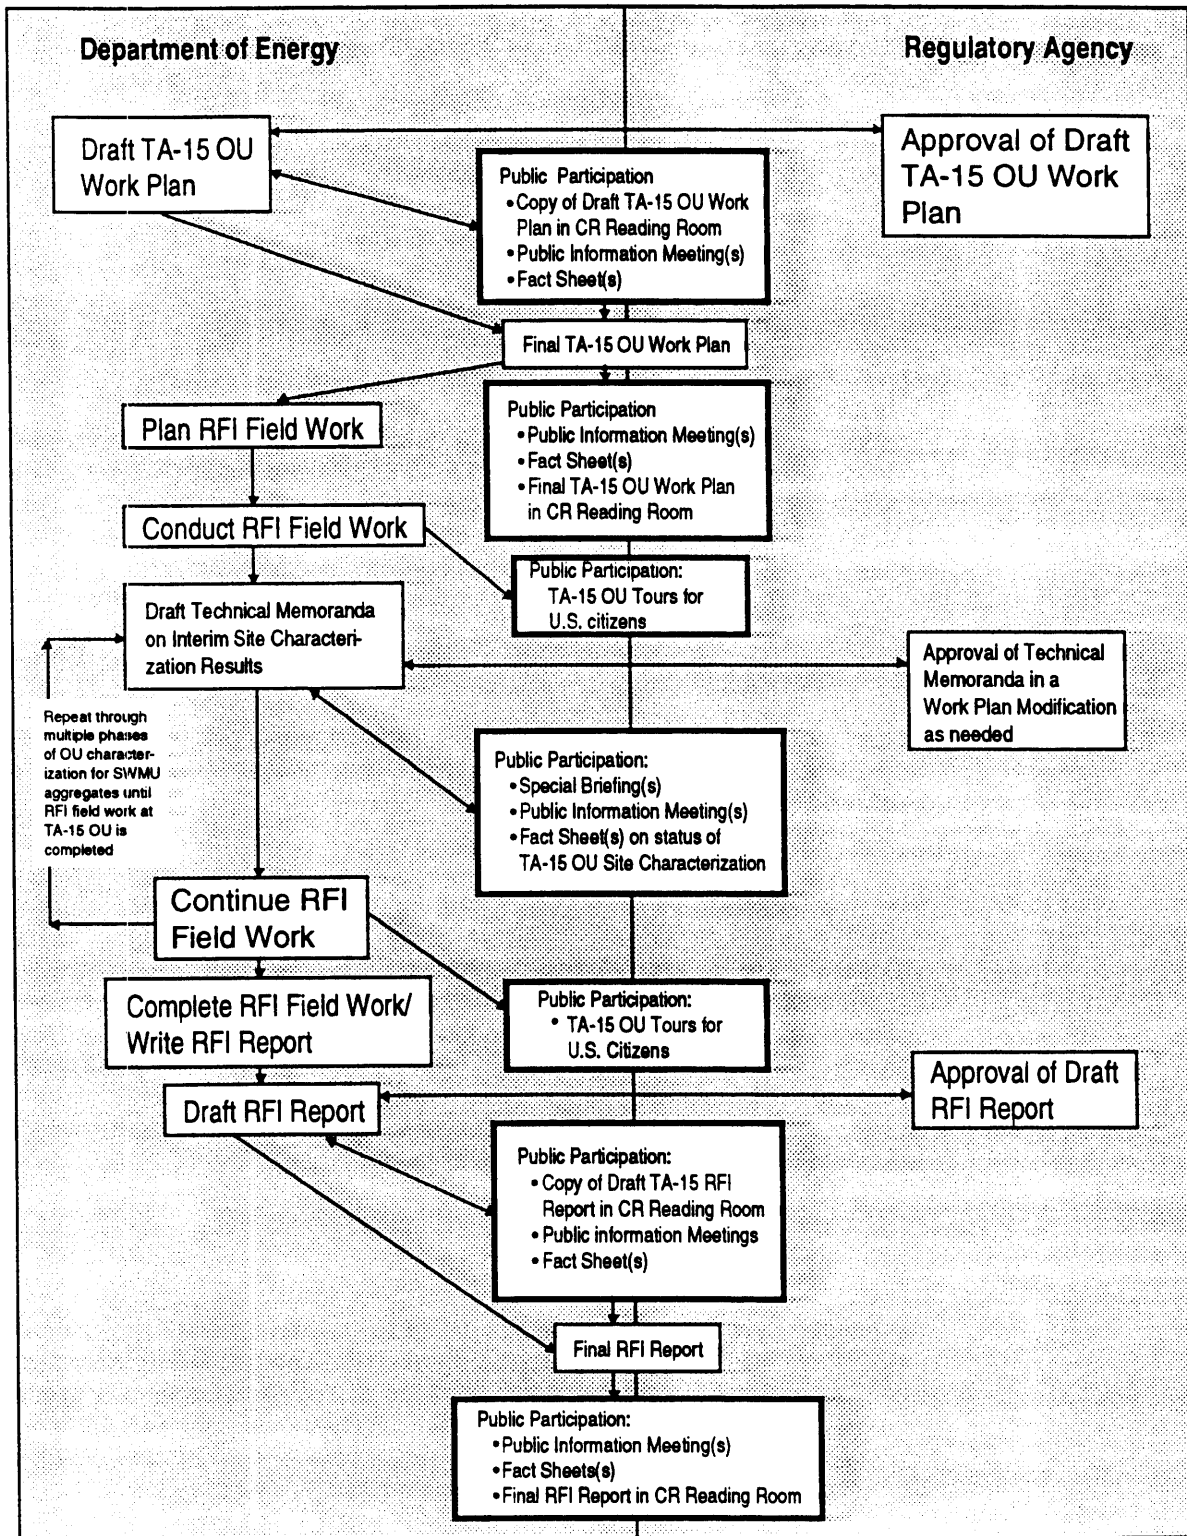 Department of Energy
Regulatory Agency
Draft TA-15 OU
Work Plan
Approval of Draft
TA-15 OU Work
Plan
Public Participation
• Copy of Draft TA-15 OU Work
Plan in CR Reading Room
• Public Information Meeting(s)
• Fact Sheet(s)
Final TA-15 OU Work Plan
Plan RFI Field Work
Public Participation
• Public Information Meeting(s)
• Fact Sheet(s)
• Final TA-15 OU Work Plan
in CR Reading Room
Conduct RFI Field Work
Public Participation:
TA-15 OU Tours for
U.S. citizens
Draft Technical Memoranda
on Interim Site Characteri-
zation Results
Approval of Technical
Memoranda in a
Work Plan Modification
as needed
Repeat through
multiple phases
of OU character-
ization for SWMU
aggregates until
RFI field work at
TA-15 OU is
completed
Public Participation:
• Special Briefing(s)
• Public Information Meeting(s)
• Fact Sheet(s) on status of
TA-15 OU Site Characterization
Continue RFI
Field Work
Complete RFI Field Work/
Write RFI Report
Public Participation:
• TA-15 OU Tours for
U.S. Citizens
Draft RFI Report
Approval of Draft
RFI Report
Public Participation:
• Copy of Draft TA-15 RFI
Report in CR Reading Room
• Public information Meetings
• Fact Sheet(s)
Final RFI Report
Public Participation:
• Public Information Meeting(s)
• Fact Sheets(s)
• Final RFI Report in CR Reading Room